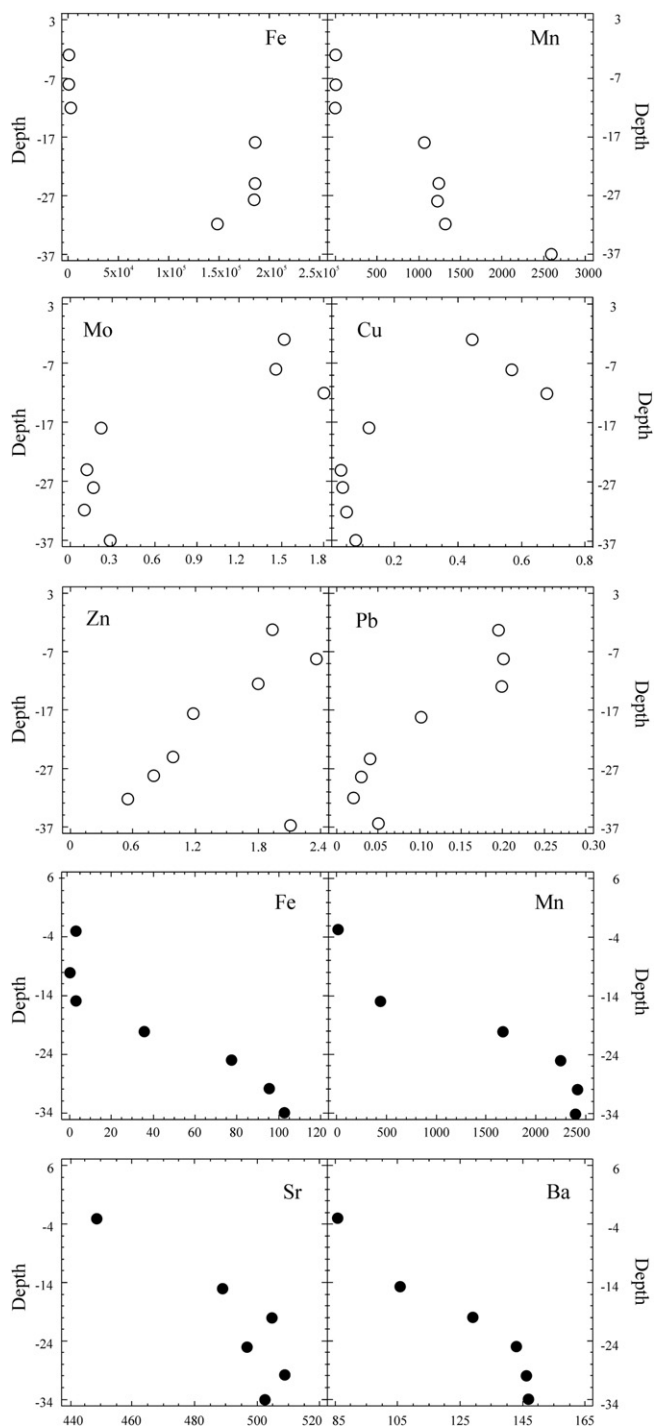 3 Fe Mn 3
-7 -7
Depth -17 -17 Depth
-27 -27
-37 -37
0 5x10⁴ 1x10⁵ 1.5x10⁵ 2x10⁵ 2.5x10⁵ 500 1000 1500 2000 2500 3000
3 Mo Cu 3
-7 -7
Depth -17 -17 Depth
-27 -27
-37 -37
0 0.3 0.6 0.9 1.2 1.5 1.8 0.2 0.4 0.6 0.8
3 Zn Pb 3
-7 -7
Depth -17 -17 Depth
-27 -27
-37 -37
0 0.6 1.2 1.8 2.4 0 0.05 0.10 0.15 0.20 0.25 0.30
6 Fe Mn 6
-4 -4
Depth -14 -14 Depth
-24 -24
-34 -34
0 20 40 60 80 100 120 0 500 1000 1500 2000 2500
6 Sr Ba 6
-4 -4
Depth -14 -14 Depth
-24 -24
-34 -34
440 460 480 500 520 85 105 125 145 165